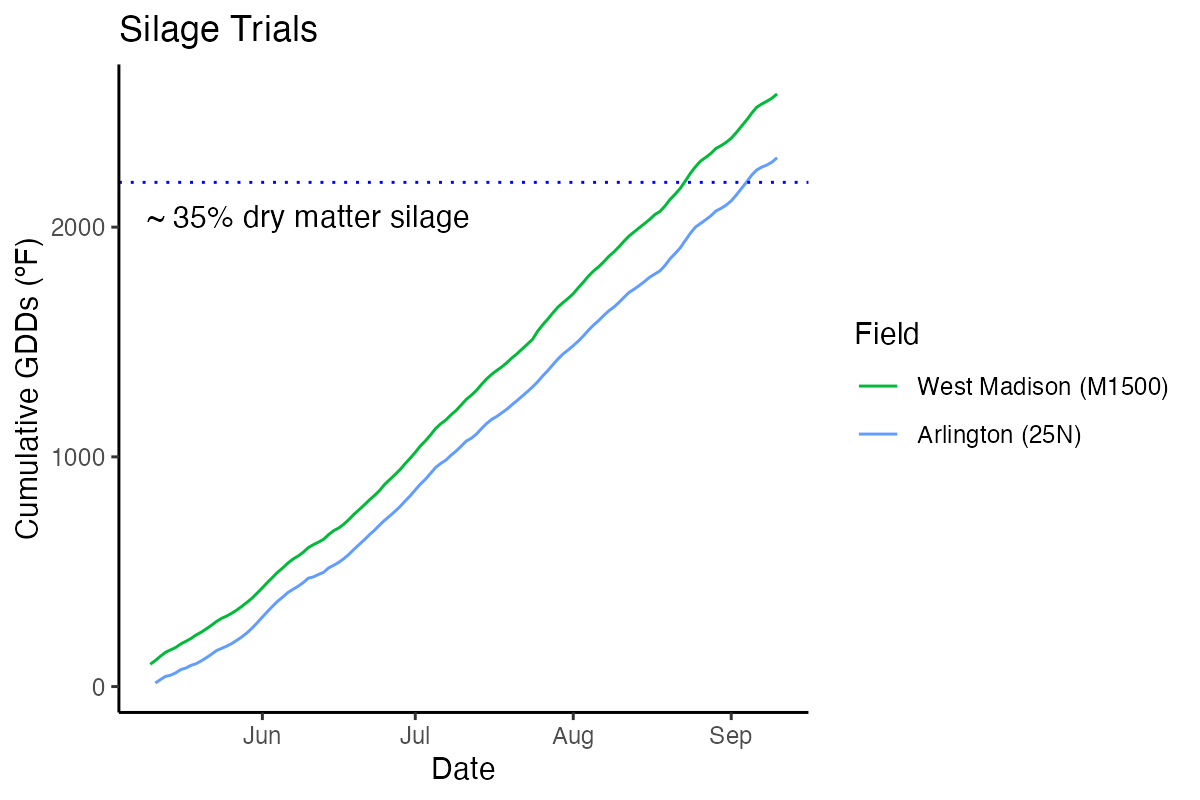 Silage Trials
Cumulative GDDs (°F)
2000
1000
0
~ 35% dry matter silage
Jun
Jul
Aug
Sep
Date
Field
West Madison (M1500)
Arlington (25N)